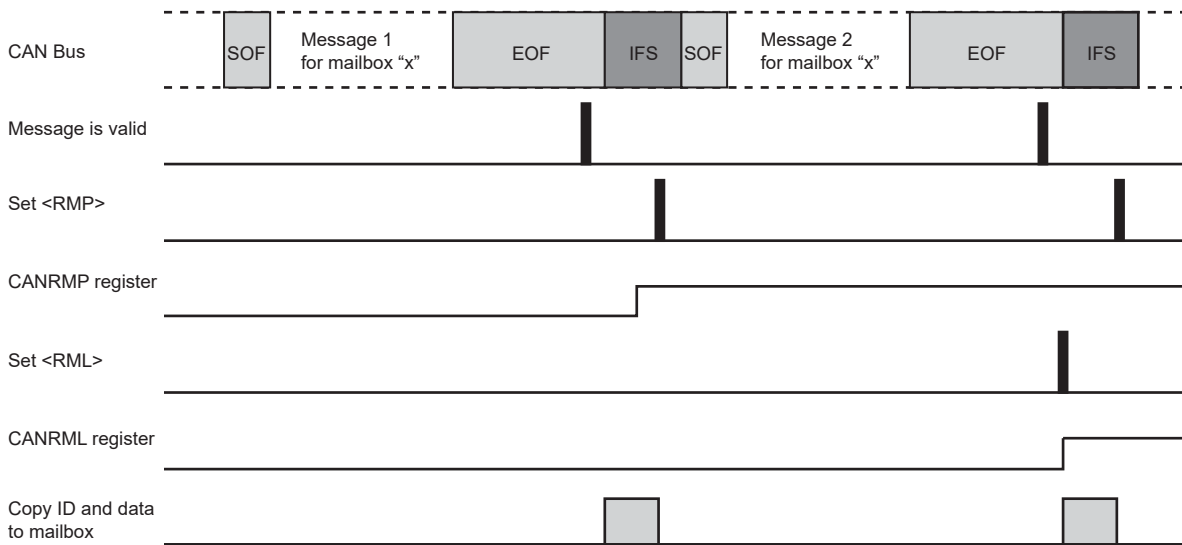 CAN Bus
SOF
Message 1
for mailbox “x”
EOF
IFS
SOF
Message 2
for mailbox “x”
EOF
IFS
Message is valid
Set <RMP>
CANRMP register
Set <RML>
CANRML register
Copy ID and data
to mailbox